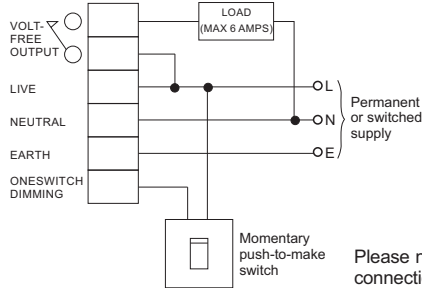 VOLT-
FREE
OUTPUT
LOAD
(MAX 6 AMPS)
LIVE
NEUTRAL
EARTH
ONESWITCH
DIMMING
L
N
E
Permanent
or switched
supply
Momentary
push-to-make
switch
Please
connecti